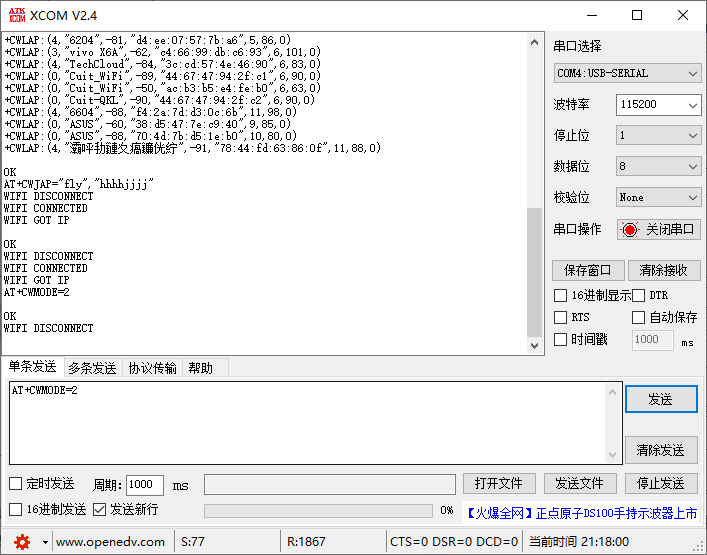 ATK
XCOM
XCOM V2.4
+CWLAP:(4,"6204",-81,"d4:ee:07:57:7b:a6",5,86,0)
+CWLAP:(3,"vivo X6A",-62,"c4:66:99:db:c6:93",6,101,0)
+CWLAP:(4,"TechCloud",-84,"3c:cd:57:4e:46:90",6,83,0)
+CWLAP:(0,"Cuit_WiFi",-89,"44:67:47:94:2f:c1",6,90,0)
+CWLAP:(0,"Cuit_WiFi",-50,"ac:b3:b5:e4:fe:b0",6,63,0)
+CWLAP:(0,"Cuit-QKL",-90,"44:67:47:94:2f:c2",6,90,0)
+CWLAP:(4,"6604",-88,"f4:2a:7d:d3:0c:6b",11,98,0)
+CWLAP:(0,"ASUS",-60,"38:d5:47:7e:c9:40",9,85,0)
+CWLAP:(0,"ASUS",-88,"70:4d:7b:d5:1e:b0",10,80,0)
+CWLAP:(4,"",-91,"78:44:fd:63:86:0f",11,88,0)
OK
AT+CWJAP="fly","hhhhjjjj"
WIFI DISCONNECT
WIFI CONNECTED
WIFI GOT IP
OK
WIFI DISCONNECT
WIFI CONNECTED
WIFI GOT IP
AT+CWMODE=2
OK
WIFI DISCONNECT
串口选择
COM4:USB-SERIAL
波特率 115200
停止位 1
数据位 8
校验位 None
串口操作 关闭串口
保存窗口 清除接收
16进制显示 DTR
RTS 自动保存
时间戳 1000 ms
单条发送 多条发送 协议传输 帮助
AT+CWMODE=2
发送
清除发送
定时发送 周期: 1000 ms 打开文件 发送文件 停止发送
16进制发送 发送新行 0% 【火爆全网】正点原子DS100手持示波器上市
www.openedv.com S:77 R:1867 CTS=0 DSR=0 DCD=0 当前时间 21:18:00